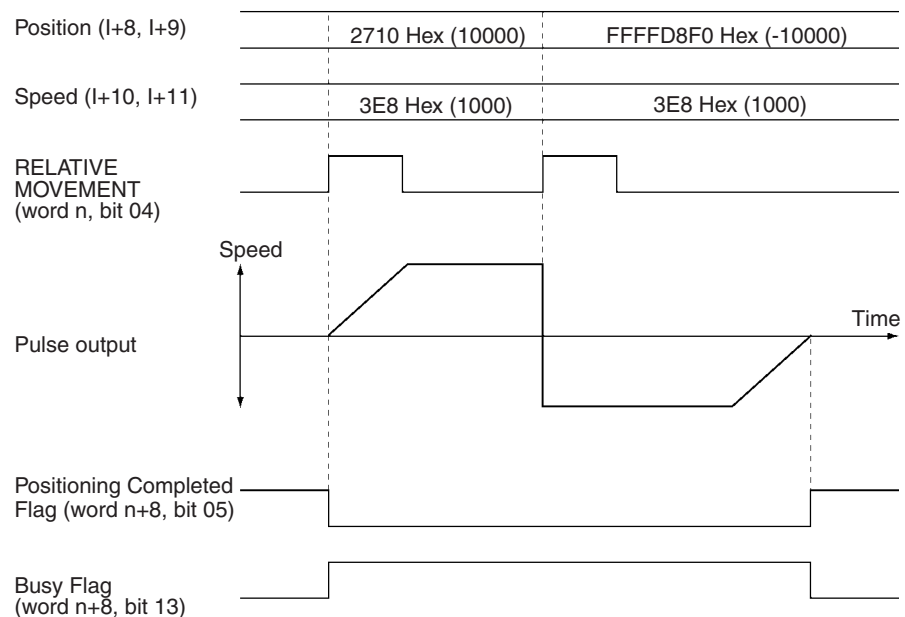 Position (I+8, I+9)
2710 Hex (10000)
FFFFD8F0 Hex (-10000)
Speed (I+10, I+11)
3E8 Hex (1000)
3E8 Hex (1000)
RELATIVE
MOVEMENT
(word n, bit 04)
Speed
Time
Pulse output
Positioning Completed
Flag (word n+8, bit 05)
Busy Flag
(word n+8, bit 13)